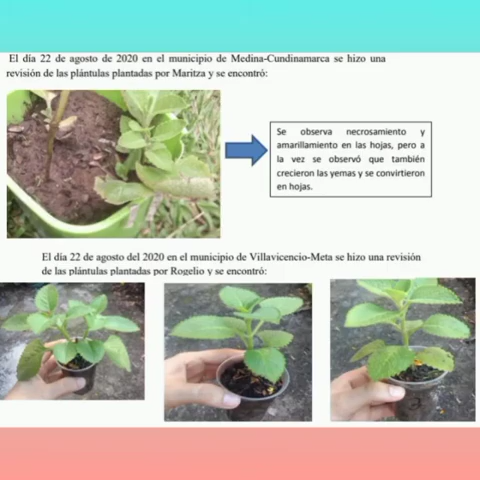 El día 22 de agosto de 2020 en el municipio de Medina-Cundinamarca se hizo una
revisión de las plántulas plantadas por Maritza y se encontró:
Se observa necrosamiento y
amarillamiento en las hojas, pero a
la vez se observó que también
crecieron las yemas y se convirtieron
en hojas.
El día 22 de agosto del 2020 en el municipio de Villavicencio-Meta se hizo una revisión
de las plántulas plantadas por Rogelio y se encontró: